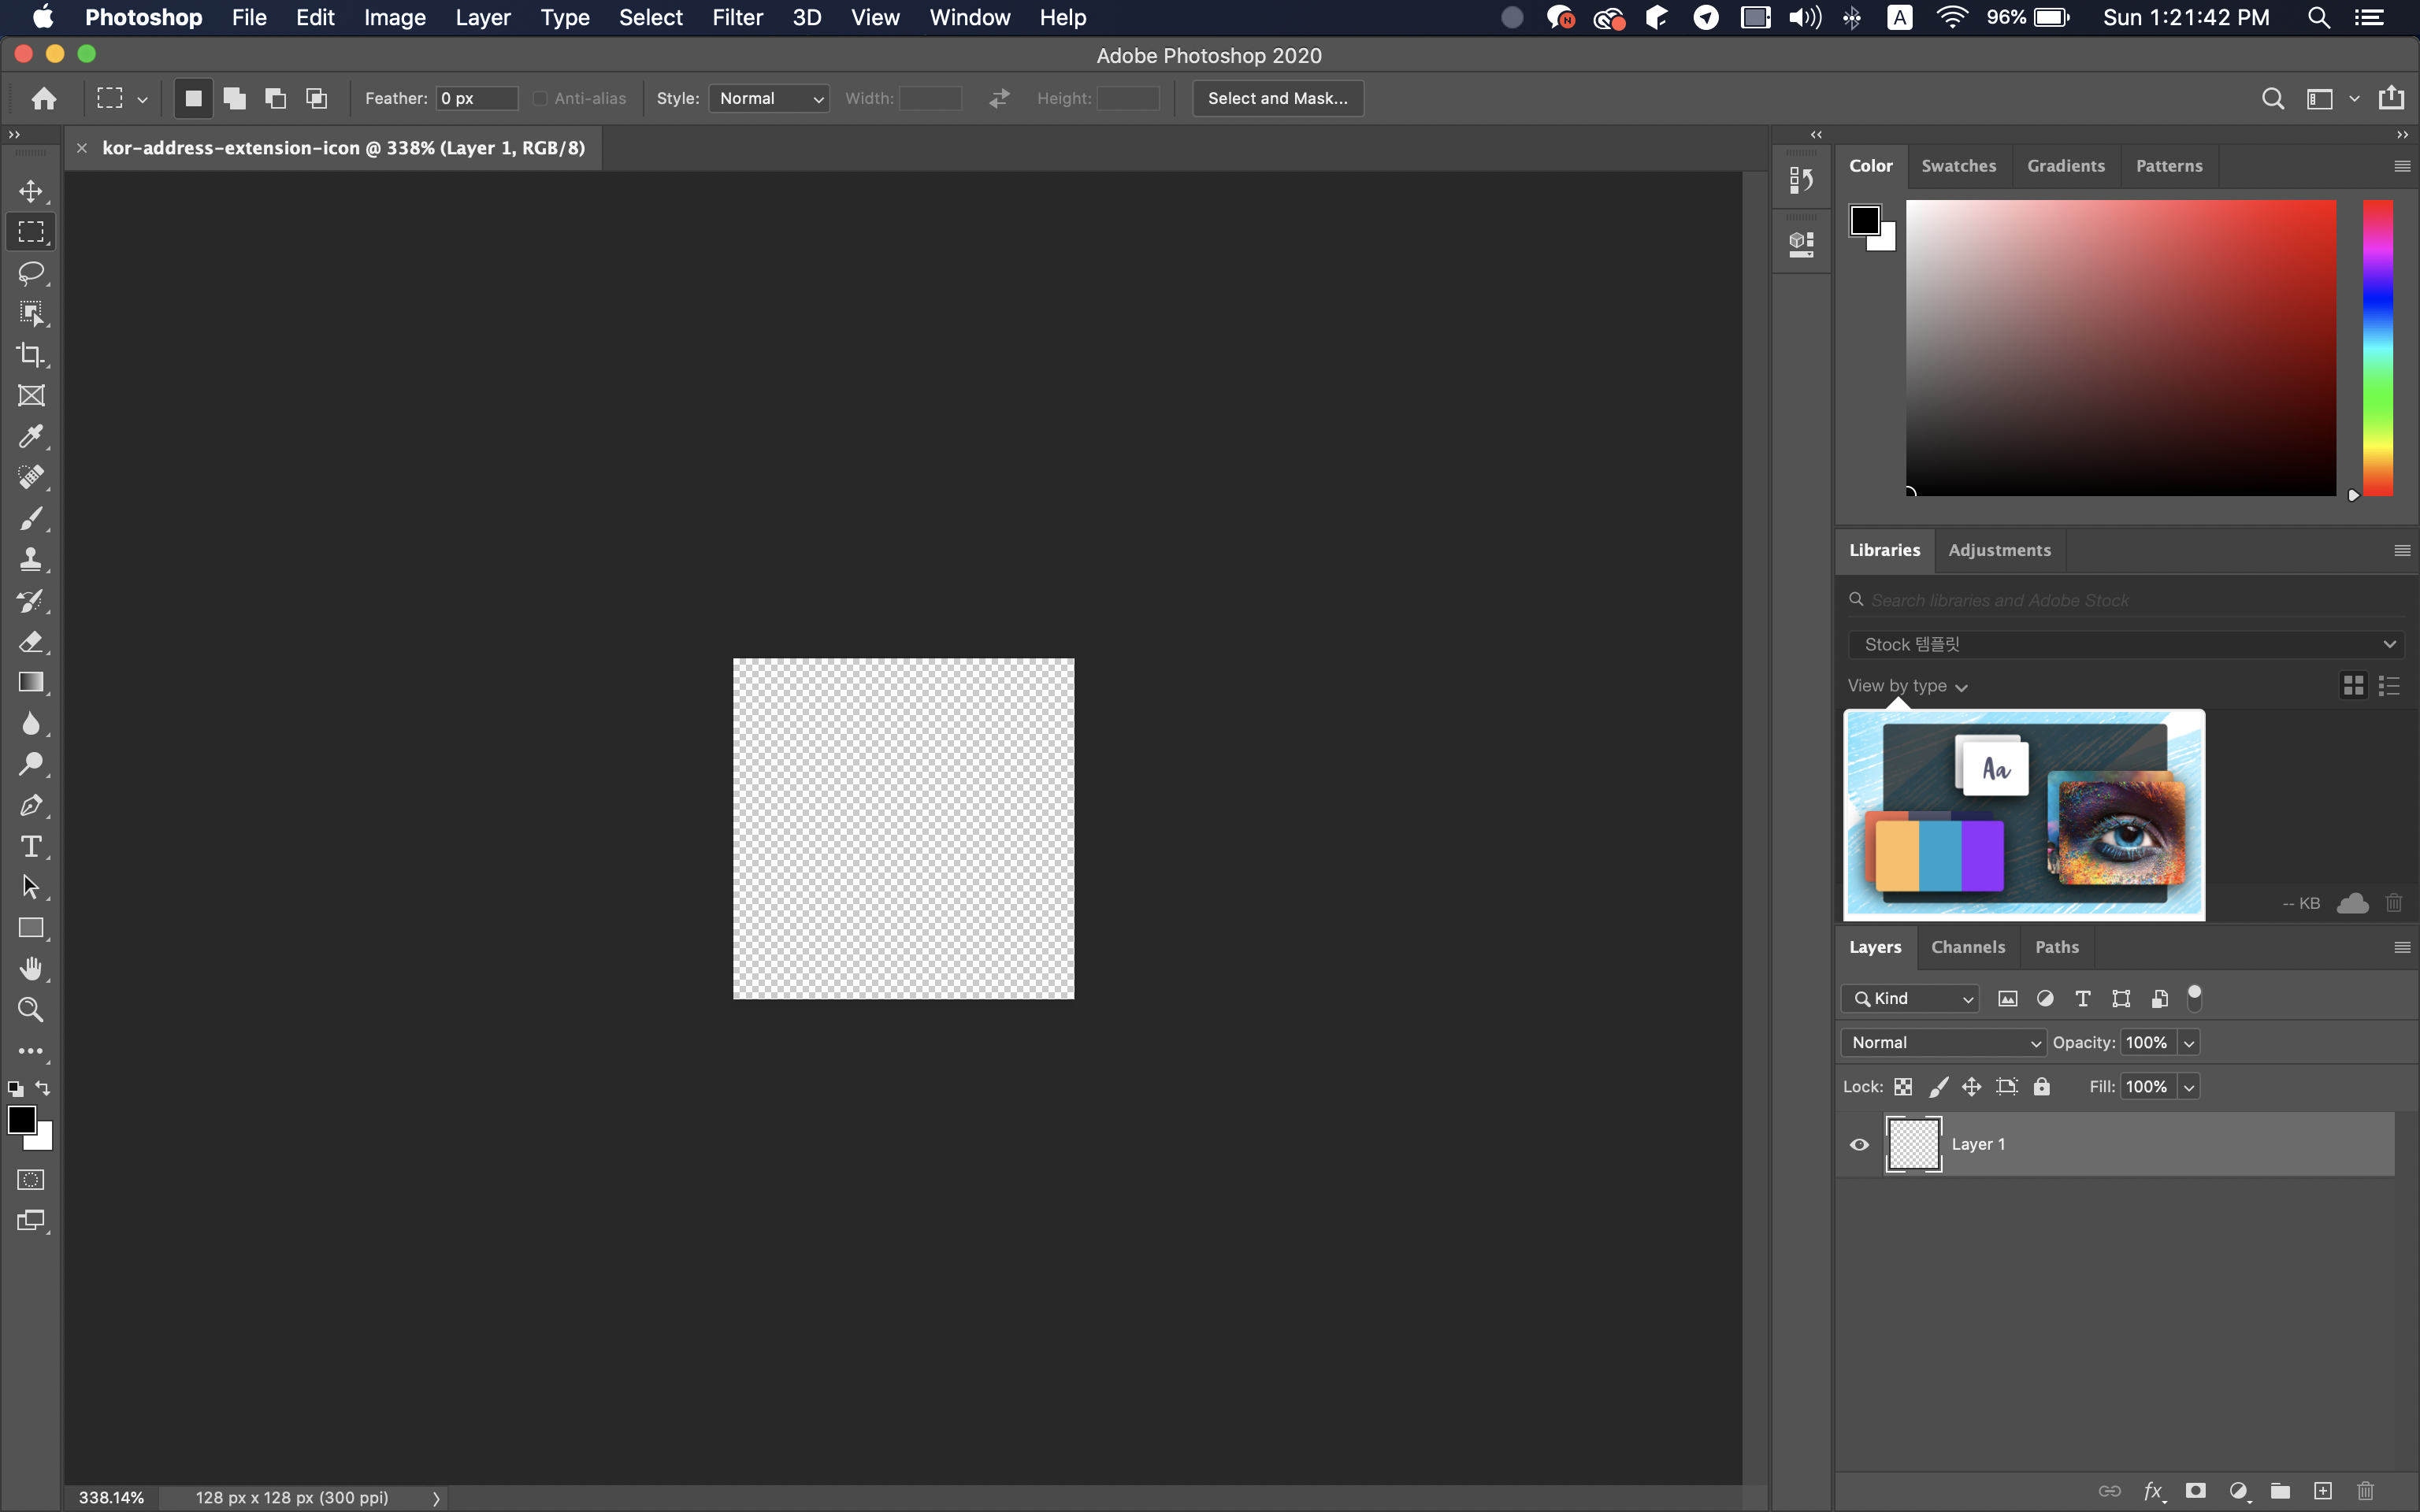 Photoshop File Edit Image Layer Type Select Filter 3D View Window Help N A 96% Sun 1:21:42 PM
Adobe Photoshop 2020
Feather: 0 px Anti-alias Style: Normal Width: Height: Select and Mask...
kor-address-extension-icon @ 338% (Layer 1, RGB/8)
Color Swatches Gradients Patterns
Libraries Adjustments
Search libraries and Adobe Stock
Stock 템플릿
View by type
Aa
-- KB
Layers Channels Paths
Kind
Normal Opacity: 100%
Lock: Fill: 100%
Layer 1
fx
338.14% 128 px x 128 px (300 ppi)